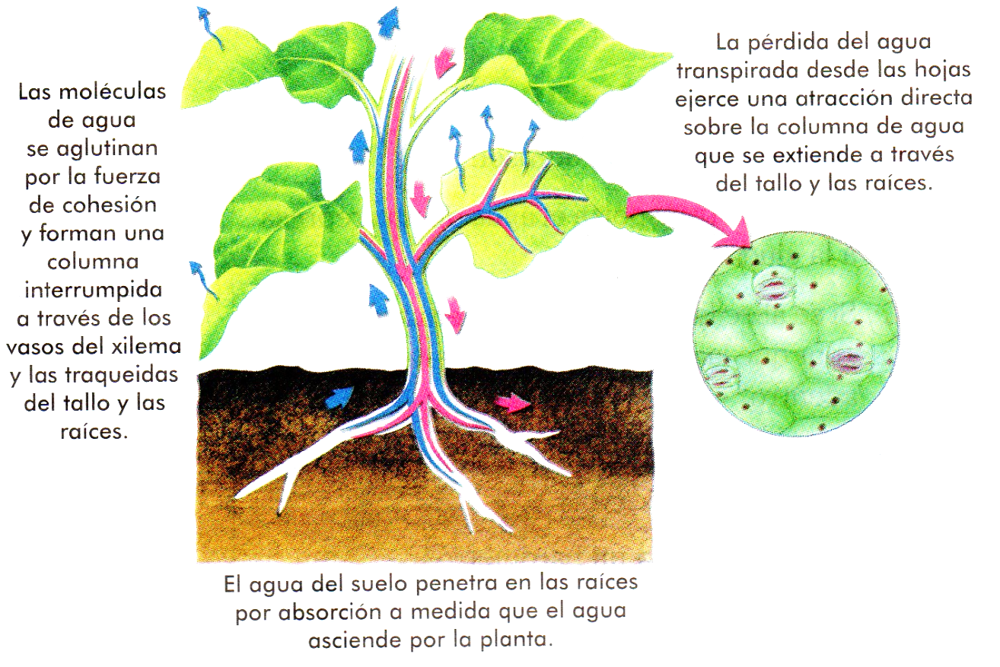 Las moléculas
de agua
se aglutinan
por la fuerza
de cohesión
y forman una
columna
interrumpida
a través de los
vasos del xilema
y las traqueidas
del tallo y las
raíces.
La pérdida del agua
transpirada desde las hojas
ejerce una atracción directa
sobre la columna de agua
que se extiende a través
del tallo y las raíces.
El agua del suelo penetra en las raíces
por absorción a medida que el agua
asciende por la planta.